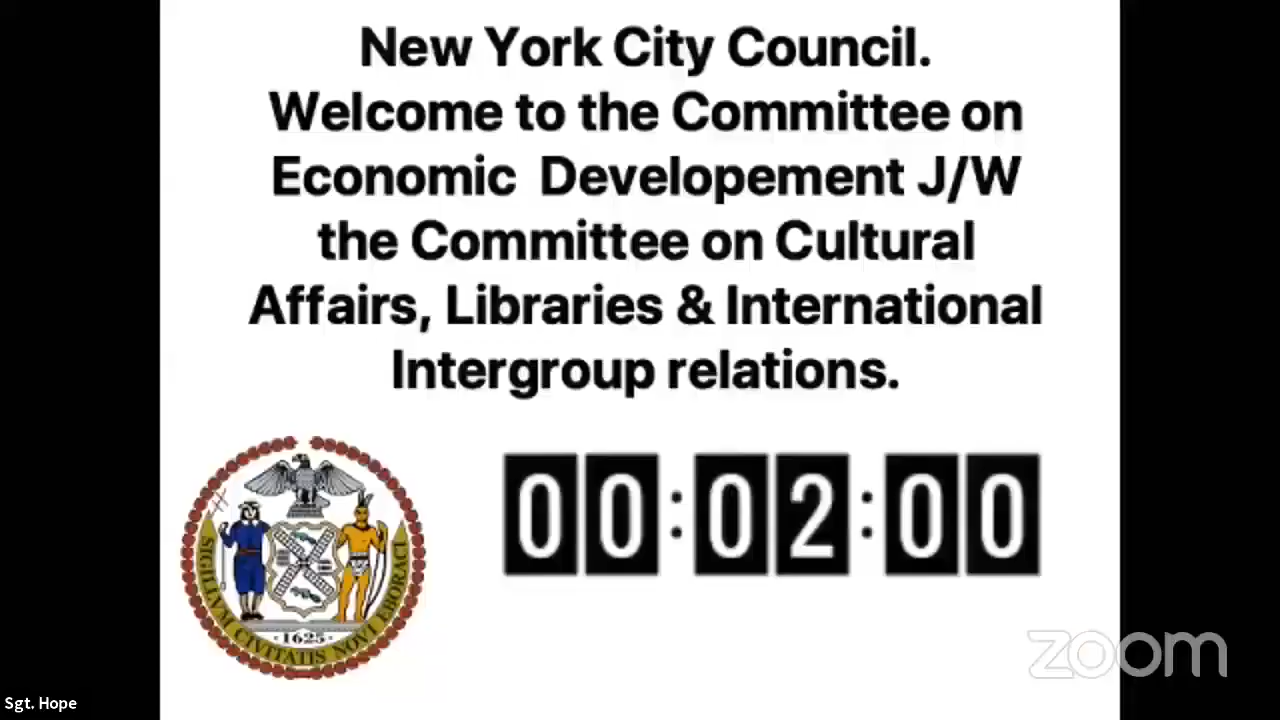 New York City Council.
Welcome to the Committee on
Economic Developement J/W
the Committee on Cultural
Affairs, Libraries & International
Intergroup relations.
00:02:00
SIGILLVM CIVITATIS NOVI EBORACI
·1625·
zoom
Sgt. Hope